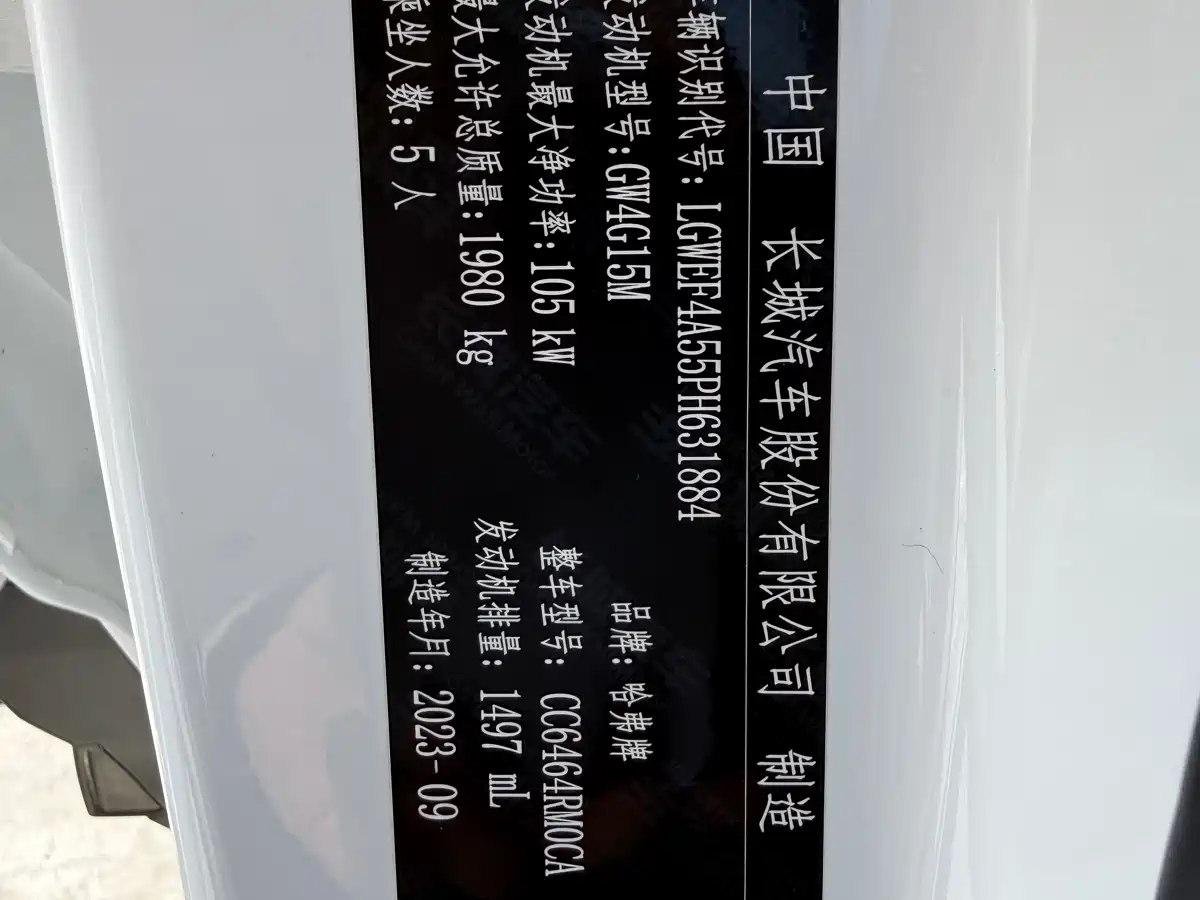 中国 长城汽车股份有限公司 制造
车辆识别代号: LGWEF4A55PH631884
品牌: 哈弗牌
发动机型号: GW4G15M
整车型号: CC6464RM0CA
发动机最大净功率: 105 kW
发动机排量: 1497 mL
最大允许总质量: 1980 kg
制造年月: 2023-09
乘坐人数: 5 人